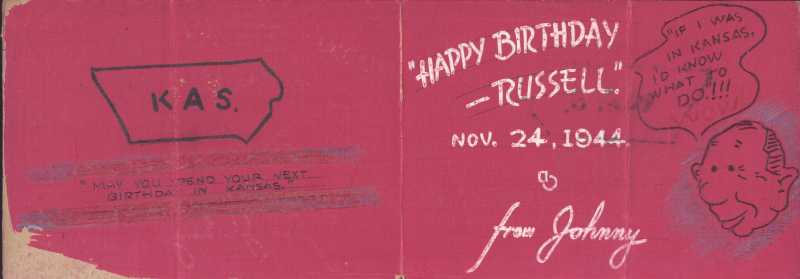 KAS.
"MAY YOU SPEND YOUR NEXT
BIRTHDAY IN KANSAS."
"HAPPY BIRTHDAY
— RUSSELL."
NOV. 24, 1944
from Johnny
"IF I WAS
IN KANSAS,
I'D KNOW
WHAT TO
DO"!!!